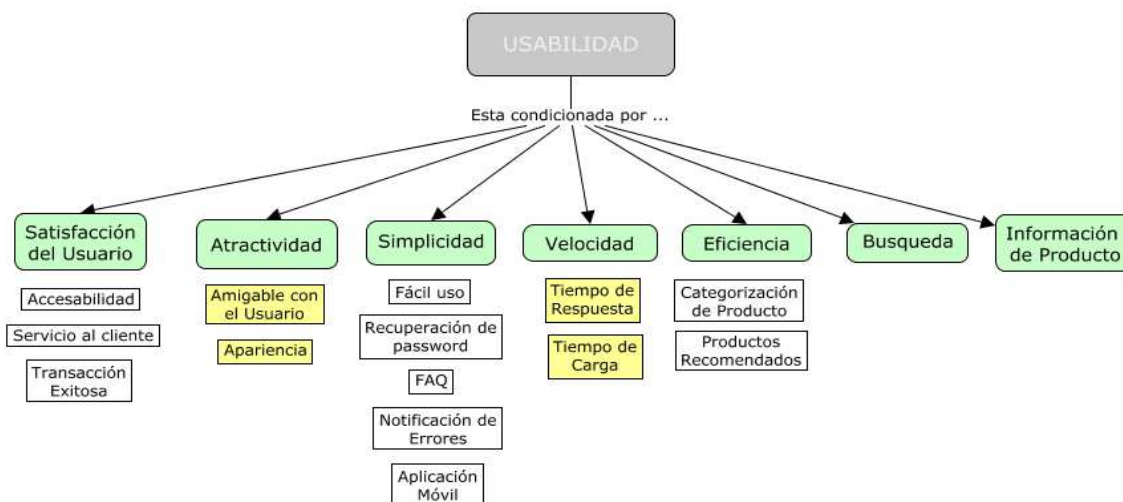 USABILIDAD
Esta condicionada por ...
Satisfacción
del Usuario
Atractividad
Simplicidad
Velocidad
Eficiencia
Busqueda
Información
de Producto
Accesabilidad
Servicio al cliente
Transacción
Exitosa
Amigable con
el Usuario
Apariencia
Fácil uso
Recuperación de
password
FAQ
Notificación de
Errores
Aplicación
Móvil
Tiempo de
Respuesta
Tiempo de
Carga
Categorización
de Producto
Productos
Recomendados